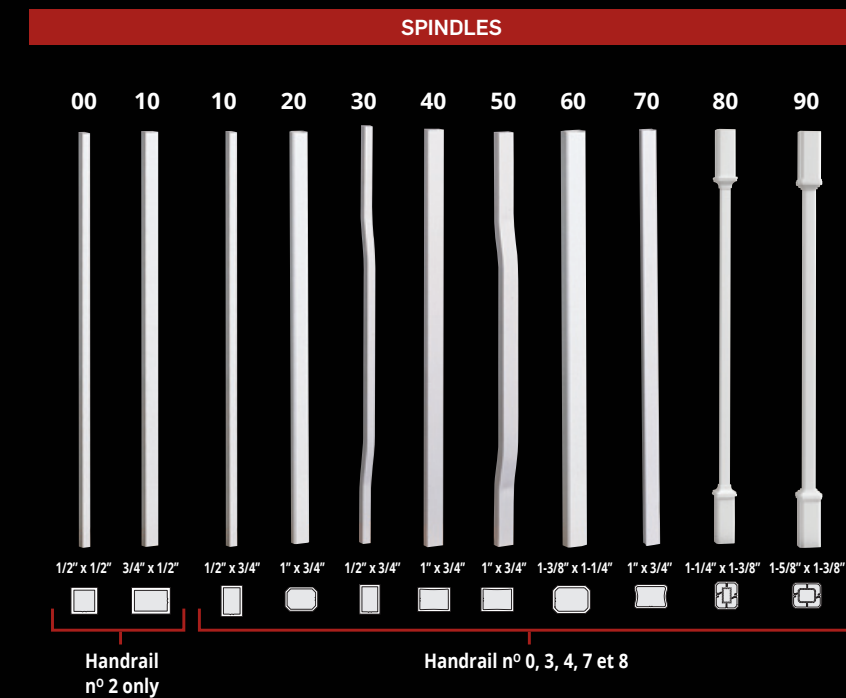 SPINDLES
00 10 10 20 30 40 50 60 70 80 90
1/2″ x 1/2″ 3/4″ x 1/2″ 1/2″ x 3/4″ 1″ x 3/4″ 1/2″ x 3/4″ 1″ x 3/4″ 1″ x 3/4″ 1-3/8″ x 1-1/4″ 1″ x 3/4″ 1-1/4″ x 1-3/8″ 1-5/8″ x 1-3/8″
Handrail
nº 2 only
Handrail nº 0, 3, 4, 7 et 8